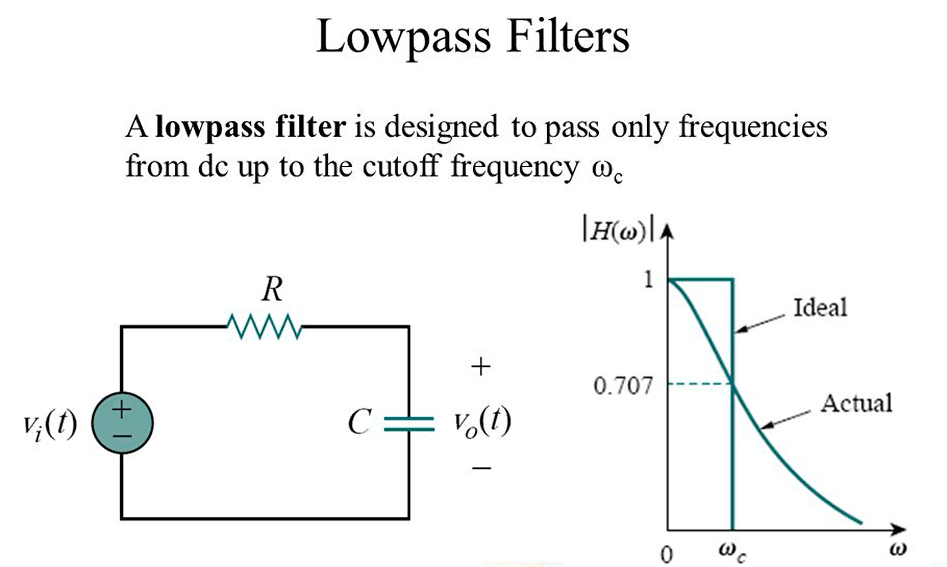 Lowpass Filters
A lowpass filter is designed to pass only frequencies
from dc up to the cutoff frequency ωc
|H(ω)|
1
Ideal
0.707
Actual
0
ωc
ω
R
vi(t)
+
−
C
+
vo(t)
−